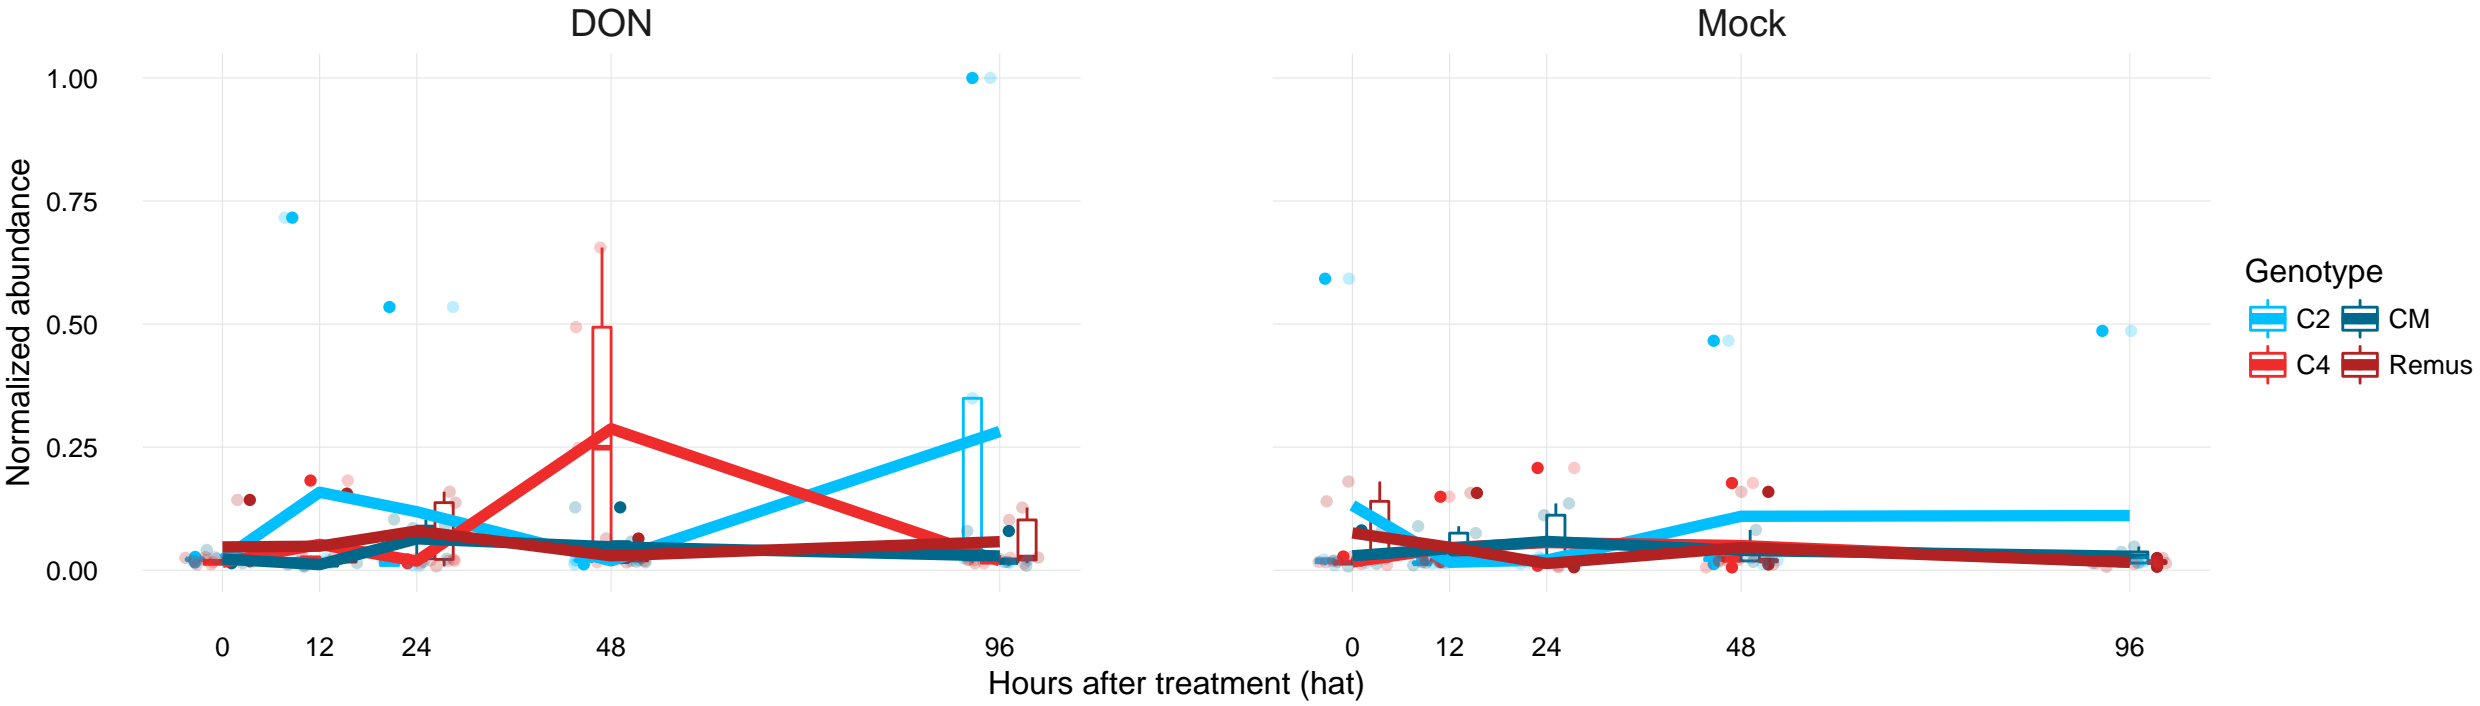 DON
Mock
Normalized abundance
1.00
0.75
0.50
0.25
0.00
0 12 24 48 96
0 12 24 48 96
Hours after treatment (hat)
Genotype
C2 CM
C4 Remus